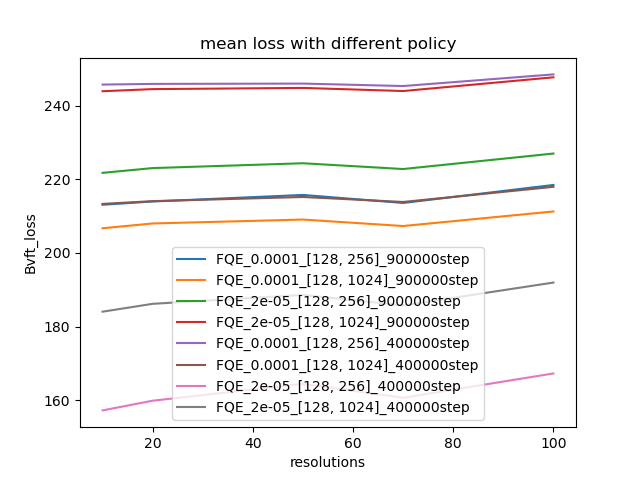 mean loss with different policy
Bvft_loss
240
220
200
180
160
FQE_0.0001_[128, 256]_900000step
FQE_0.0001_[128, 1024]_900000step
FQE_2e-05_[128, 256]_900000step
FQE_2e-05_[128, 1024]_900000step
FQE_0.0001_[128, 256]_400000step
FQE_0.0001_[128, 1024]_400000step
FQE_2e-05_[128, 256]_400000step
FQE_2e-05_[128, 1024]_400000step
20 40 60 80 100
resolutions